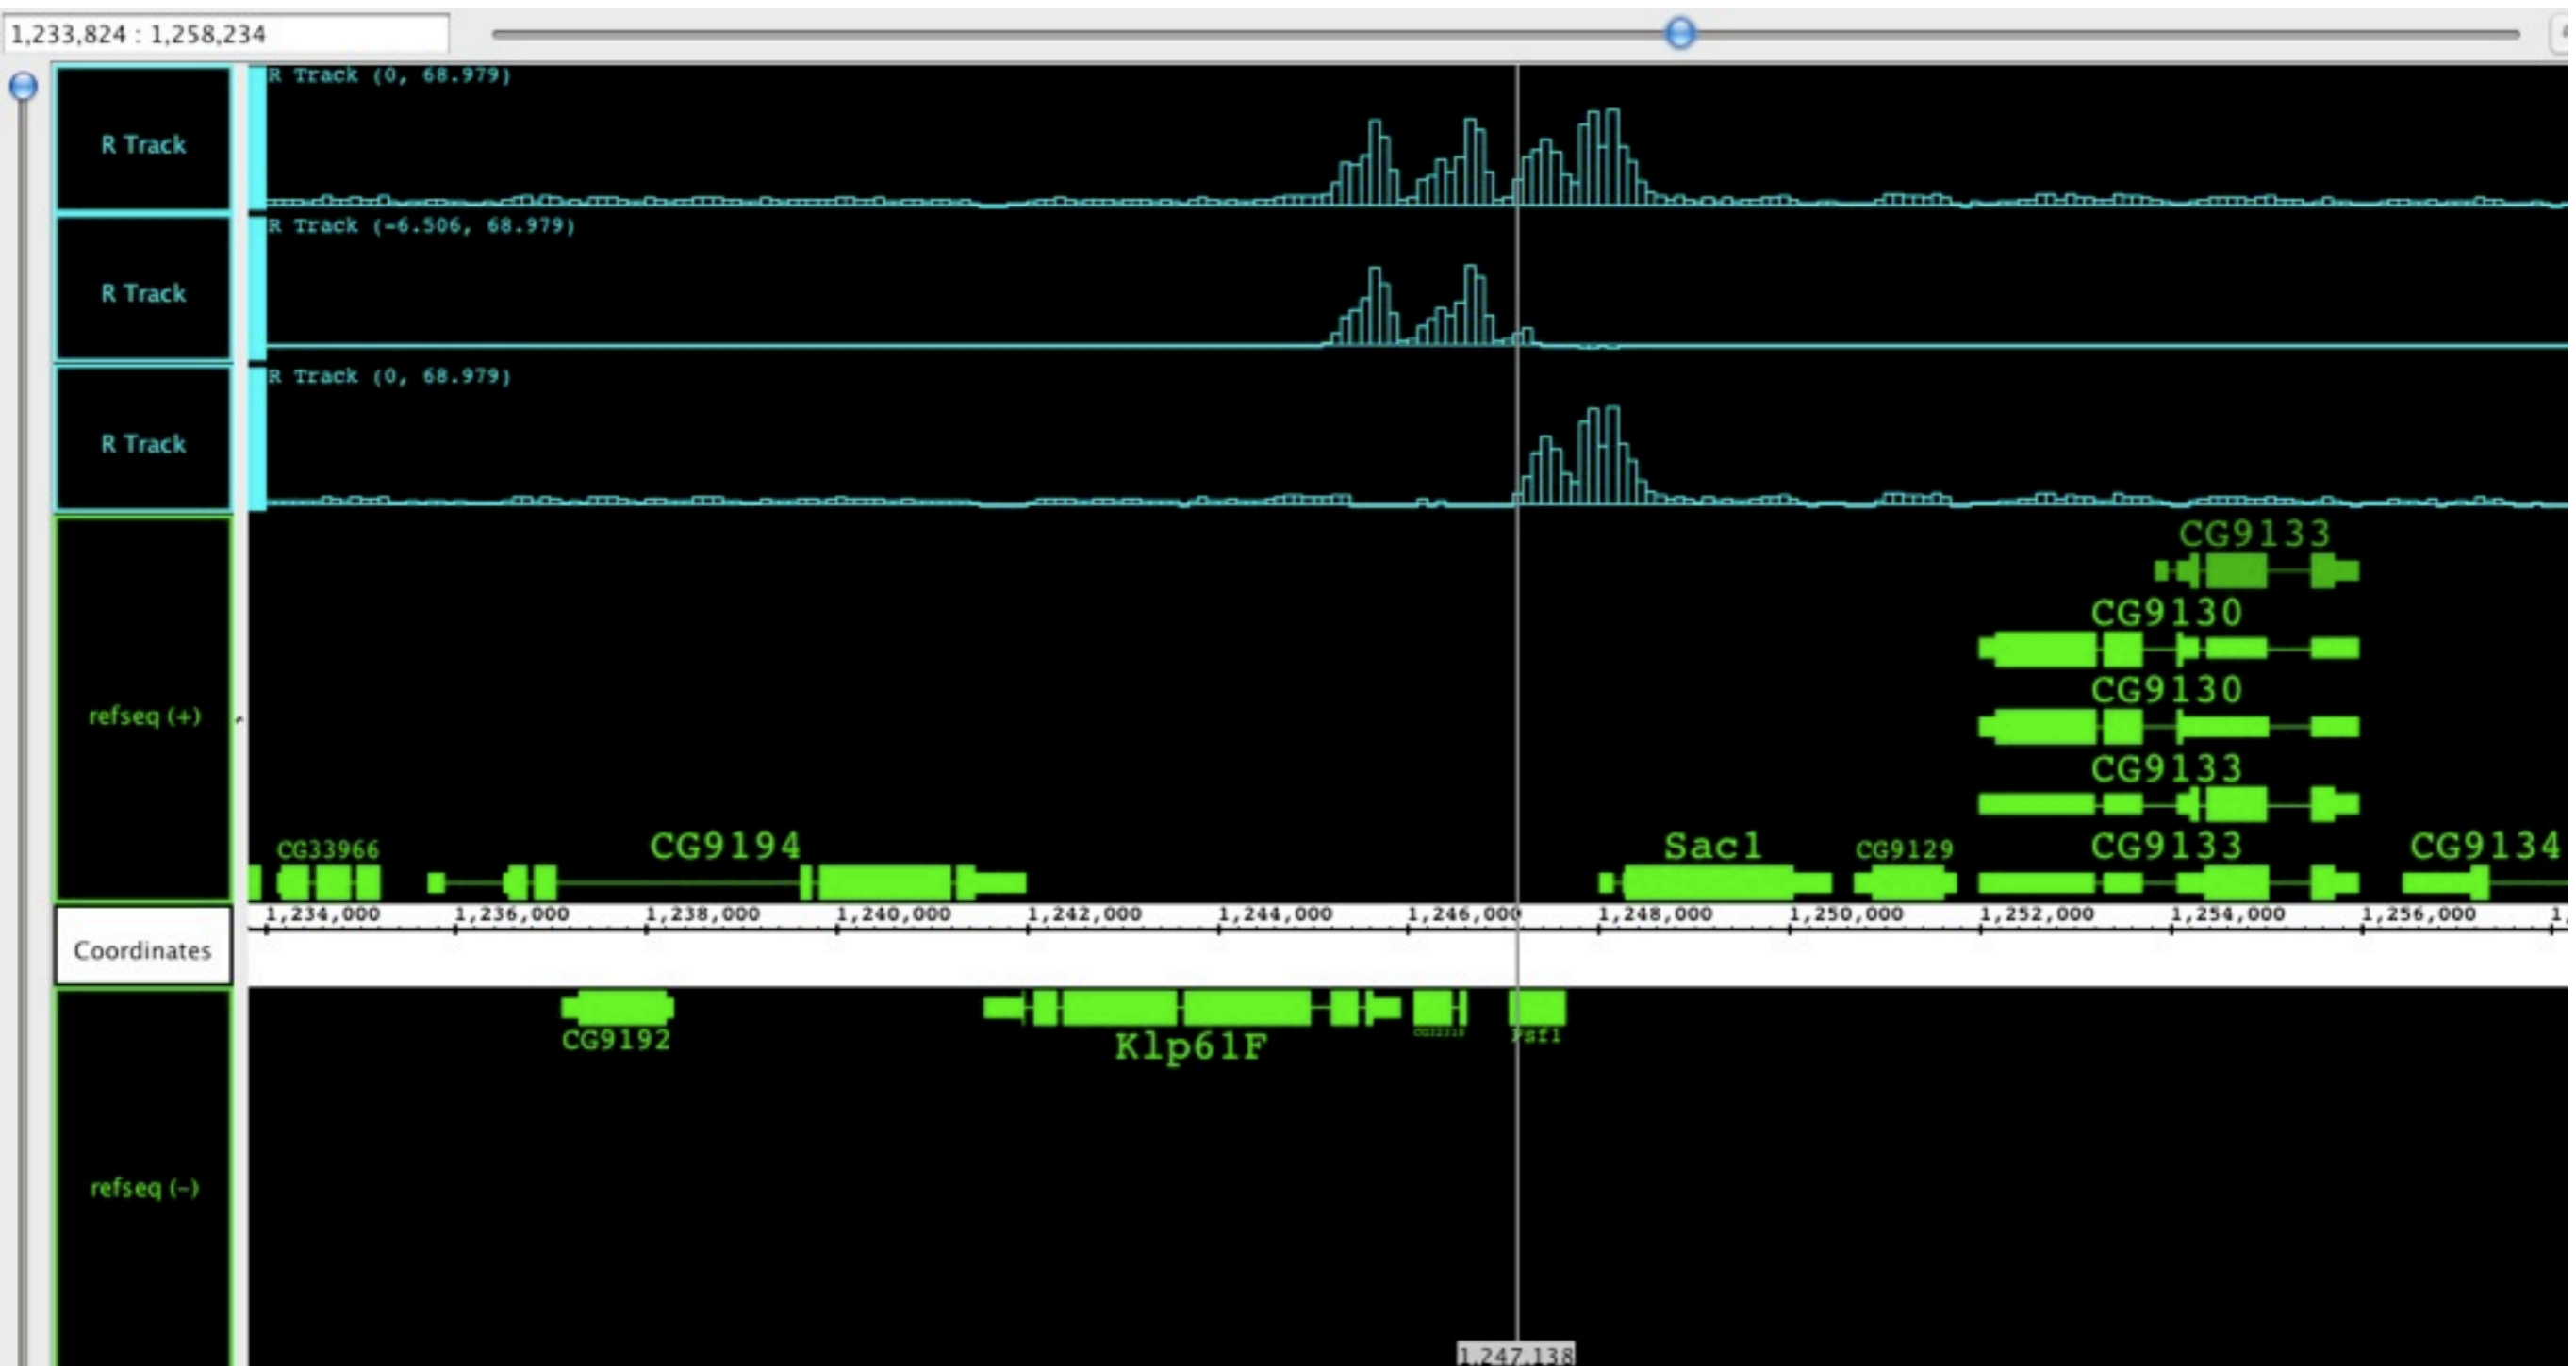 1,233,824 : 1,258,234
R Track (0, 68.979)
R Track
R Track (-6.506, 68.979)
R Track
R Track (0, 68.979)
R Track
CG9133
CG9130
CG9130
refseq (+)
CG9133
CG33966 CG9194 Sac1 CG9129 CG9133 CG9134
1,234,000 1,236,000 1,238,000 1,240,000 1,242,000 1,244,000 1,246,000 1,248,000 1,250,000 1,252,000 1,254,000 1,256,000
Coordinates
CG9192 Klp61F Psf1
refseq (-)
1,247,138